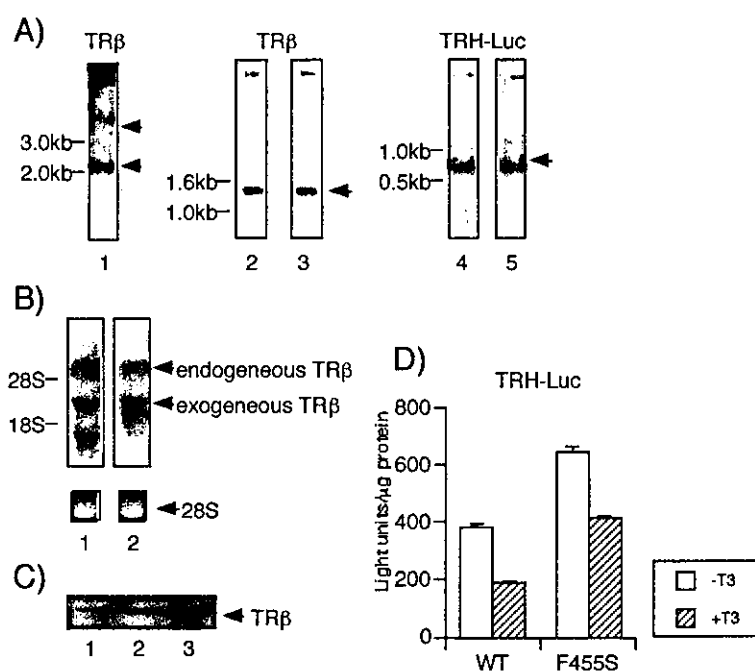 A)
TRβ
TRβ
TRH-Luc
3.0kb
2.0kb
1.6kb
1.0kb
1.0kb
0.5kb
1
2 3
4 5
B)
endogeneous TRβ
28S
exogeneous TRβ
18S
28S
1 2
C)
TRβ
1 2 3
D)
TRH-Luc
Light units/µg protein
800
600
400
200
0
WT F455S
-T3
+T3